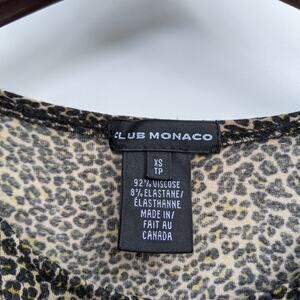 CLUB MONACO
XS
TP
92% VISCOSE
8% ELASTANE/
ÉLASTHANNE
MADE IN/
FAIT AU
CANADA